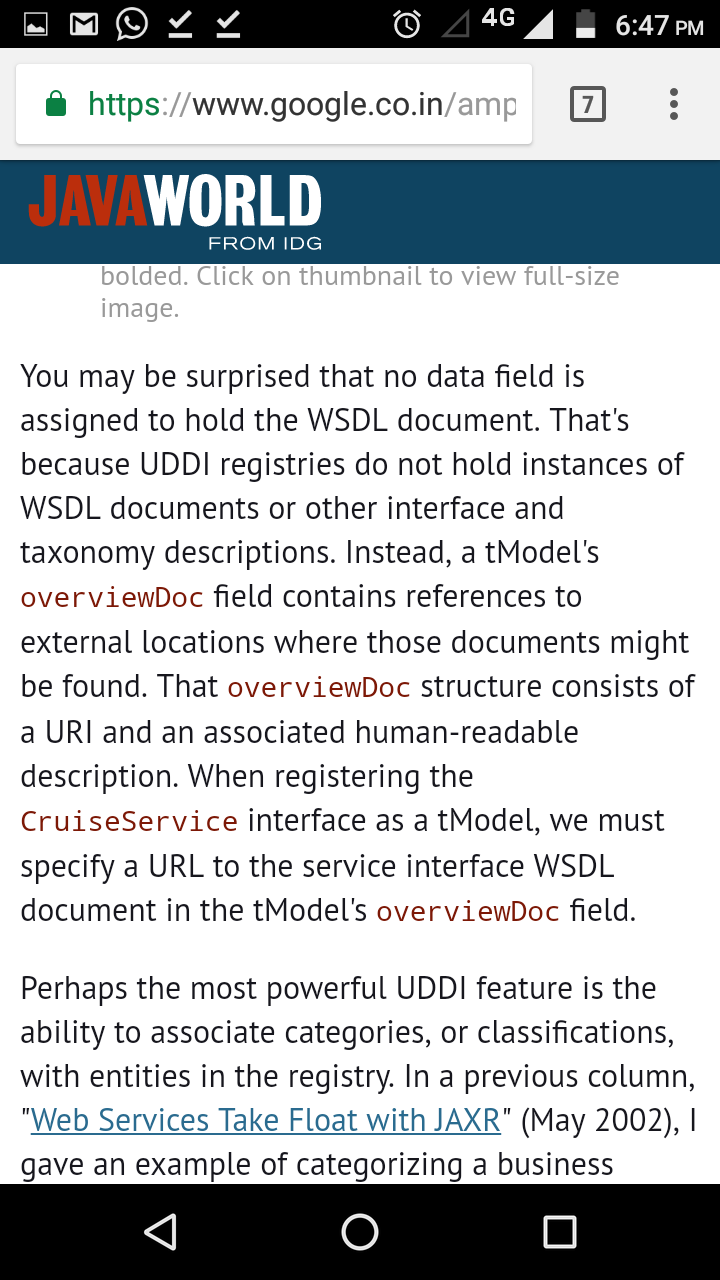 4G 6:47 PM
https://www.google.co.in/amp 7
JAVAWORLD
FROM IDG
bolded. Click on thumbnail to view full-size
image.
You may be surprised that no data field is
assigned to hold the WSDL document. That's
because UDDI registries do not hold instances of
WSDL documents or other interface and
taxonomy descriptions. Instead, a tModel's
overviewDoc field contains references to
external locations where those documents might
be found. That overviewDoc structure consists of
a URI and an associated human-readable
description. When registering the
CruiseService interface as a tModel, we must
specify a URL to the service interface WSDL
document in the tModel's overviewDoc field.
Perhaps the most powerful UDDI feature is the
ability to associate categories, or classifications,
with entities in the registry. In a previous column,
"Web Services Take Float with JAXR" (May 2002), I
gave an example of categorizing a business